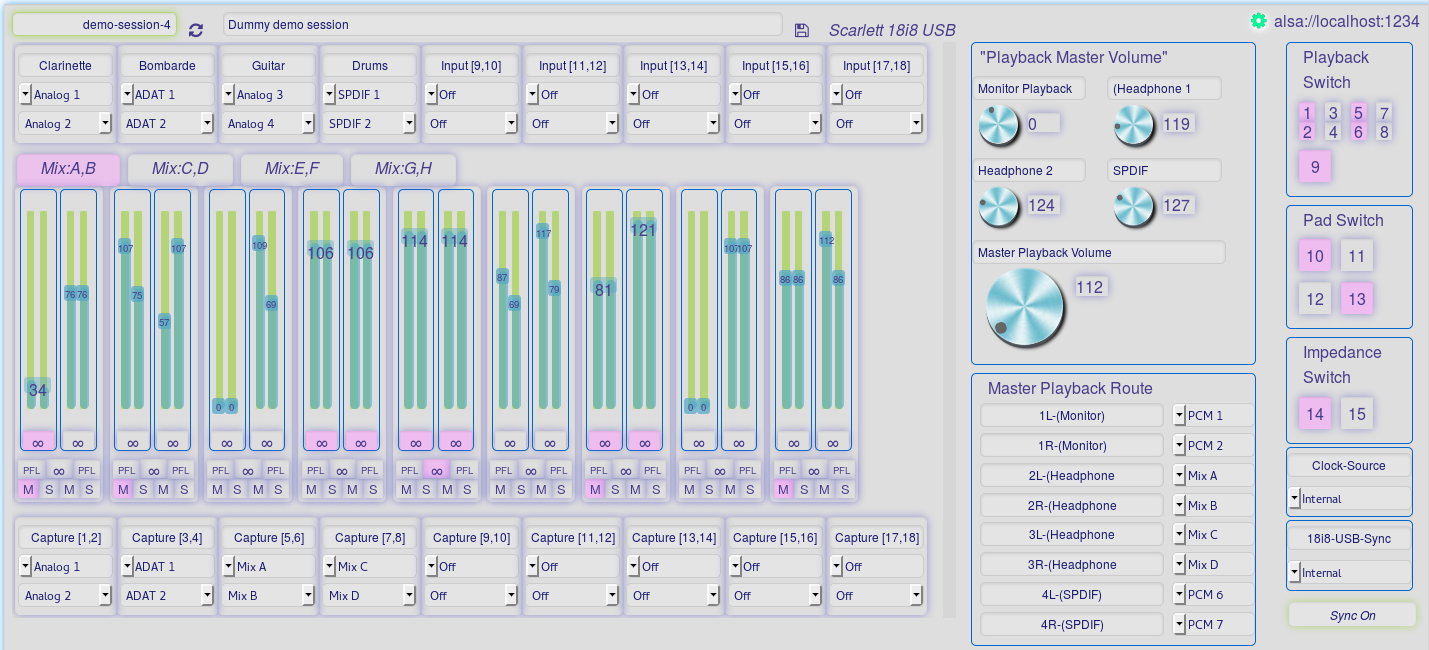 demo-session-4 Dummy demo session Scarlett 18i8 USB alsa://localhost:1234
Clarinette Bombarde Guitar Drums Input [9,10] Input [11,12] Input [13,14] Input [15,16] Input [17,18]
Analog 1 ADAT 1 Analog 3 SPDIF 1 Off Off Off Off Off
Analog 2 ADAT 2 Analog 4 SPDIF 2 Off Off Off Off Off
Mix:A,B Mix:C,D Mix:E,F Mix:G,H
34 76 76 107 75 57 107 0 0 109 69 106 106 114 114 87 69 117 79 81 121 0 0 107 107 86 86 112 86
∞ ∞ ∞ ∞ ∞ ∞ ∞ ∞ ∞ ∞ ∞ ∞ ∞ ∞ ∞ ∞ ∞ ∞
PFL ∞ PFL PFL ∞ PFL PFL ∞ PFL PFL ∞ PFL PFL ∞ PFL PFL ∞ PFL PFL ∞ PFL PFL ∞ PFL PFL ∞ PFL
M S M S M S M S M S M S M S M S M S M S M S M S M S M S M S M S M S M S
Capture [1,2] Capture [3,4] Capture [5,6] Capture [7,8] Capture [9,10] Capture [11,12] Capture [13,14] Capture [15,16] Capture [17,18]
Analog 1 ADAT 1 Mix A Mix C Off Off Off Off Off
Analog 2 ADAT 2 Mix B Mix D Off Off Off Off Off
"Playback Master Volume"
Monitor Playback (Headphone 1
0 119
Headphone 2 SPDIF
124 127
Master Playback Volume
112
Master Playback Route
1L-(Monitor) PCM 1
1R-(Monitor) PCM 2
2L-(Headphone Mix A
2R-(Headphone Mix B
3L-(Headphone Mix C
3R-(Headphone Mix D
4L-(SPDIF) PCM 6
4R-(SPDIF) PCM 7
Playback
Switch
1 3 5 7
2 4 6 8
9
Pad Switch
10 11
12 13
Impedance
Switch
14 15
Clock-Source
Internal
18i8-USB-Sync
Internal
Sync On